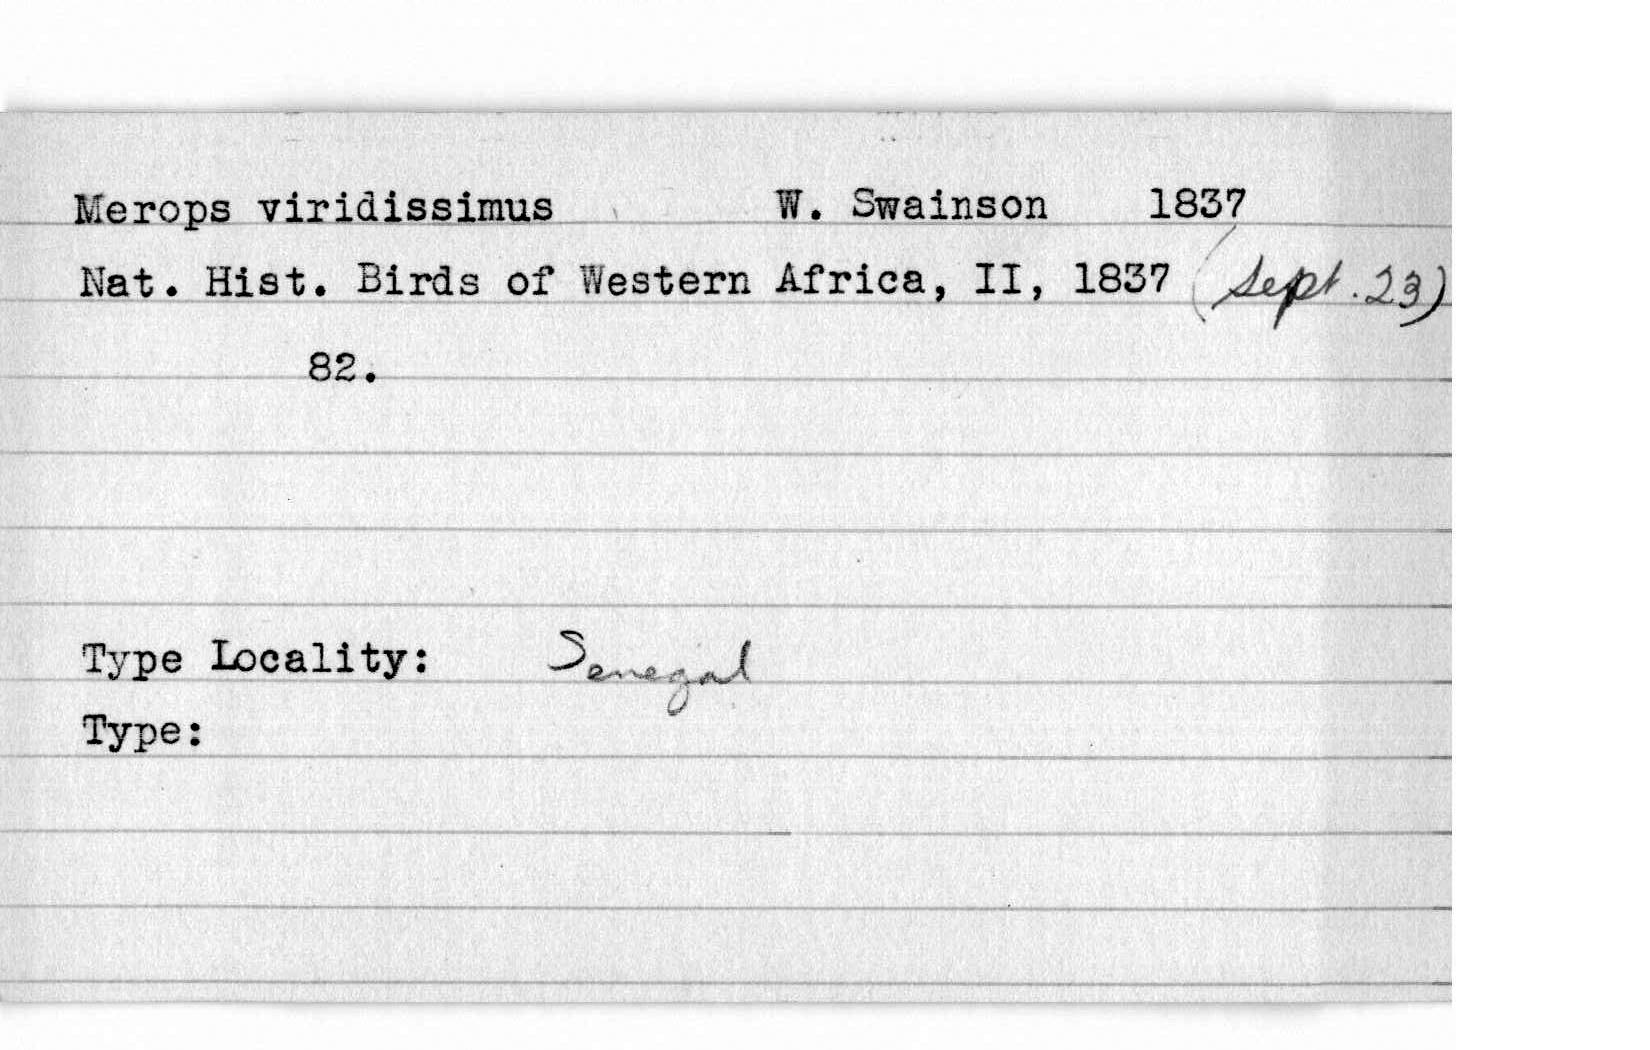 Merops viridissimus W. Swainson 1837
Nat. Hist. Birds of Western Africa, II, 1837 (Sept. 23)
82.
Type Locality: Senegal
Type: